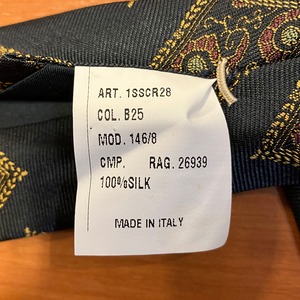 ART. 1SSCR28
COL. B25
MOD. 146/8
CMP. RAG. 26939
100%SILK
MADE IN ITALY